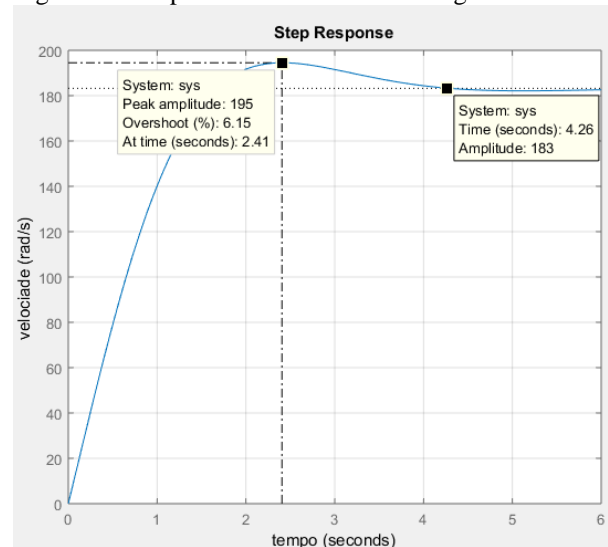 Step Response
200
180
160
140
120
100
80
60
40
20
0
velociade (rad/s)
System: sys
Peak amplitude: 195
Overshoot (%): 6.15
At time (seconds): 2.41
System: sys
Time (seconds): 4.26
Amplitude: 183
0 1 2 3 4 5 6
tempo (seconds)